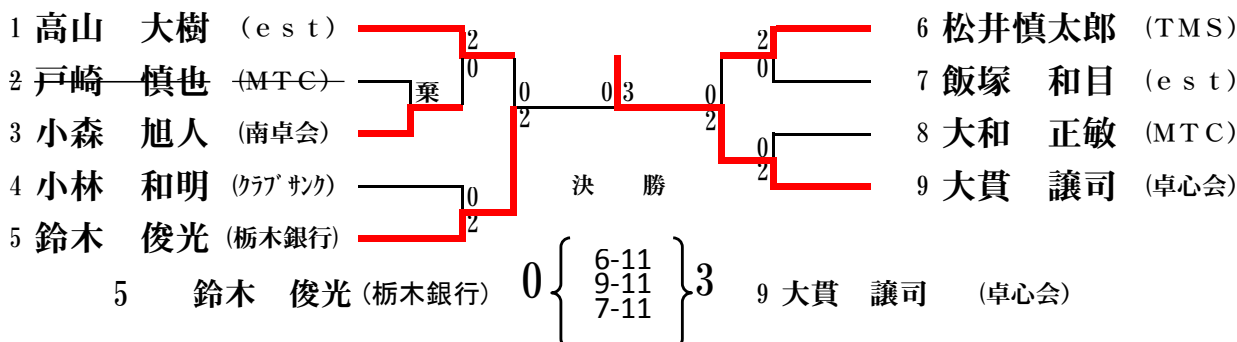 1 高山 大樹 (est)
2 戸崎 慎也 (MTC)
3 小森 旭人 (南卓会)
4 小林 和明 (クラブサンク)
5 鈴木 俊光 (栃木銀行)
2
0
棄
0
2
0
2
0 3
決 勝
0
2
2
0
0
2
6 松井慎太郎 (TMS)
7 飯塚 和目 (est)
8 大和 正敏 (MTC)
9 大貫 譲司 (卓心会)
5 鈴木 俊光 (栃木銀行) 0 { 6-11 } 3 9 大貫 譲司 (卓心会)
9-11
7-11